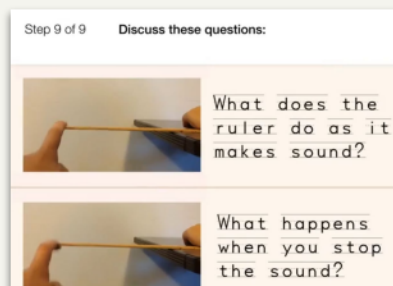 Step 9 of 9 Discuss these questions:
What does the
ruler do as it
makes sound?
What happens
when you stop
the sound?